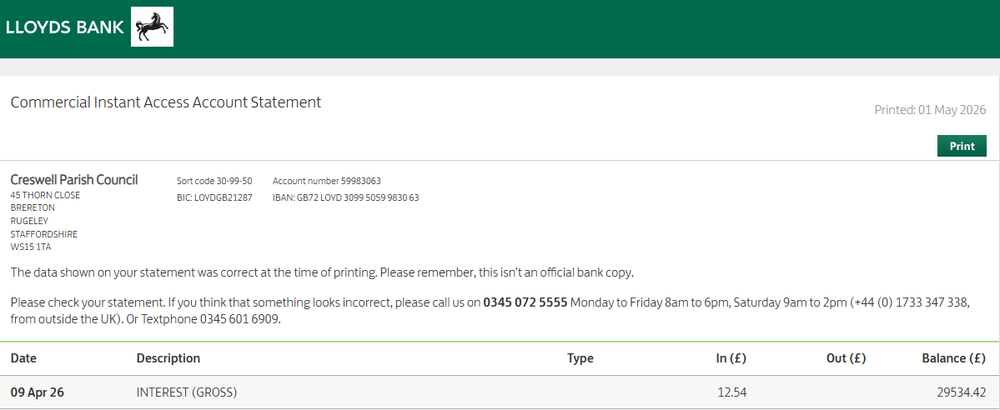 LLOYDS BANK
Commercial Instant Access Account Statement
Printed: 01 May 2026
Print
Creswell Parish Council
45 THORN CLOSE
BRERETON
RUGELEY
STAFFORDSHIRE
WS15 1TA
Sort code 30-99-50 Account number 59983063
BIC: LOYDGB21287 IBAN: GB72 LOYD 3099 5059 9830 63
The data shown on your statement was correct at the time of printing. Please remember, this isn't an official bank copy.
Please check your statement. If you think that something looks incorrect, please call us on 0345 072 5555 Monday to Friday 8am to 6pm, Saturday 9am to 2pm (+44 (0) 1733 347 338,
from outside the UK). Or Textphone 0345 601 6909.
Date Description Type In (£) Out (£) Balance (£)
09 Apr 26 INTEREST (GROSS) 12.54 29534.42